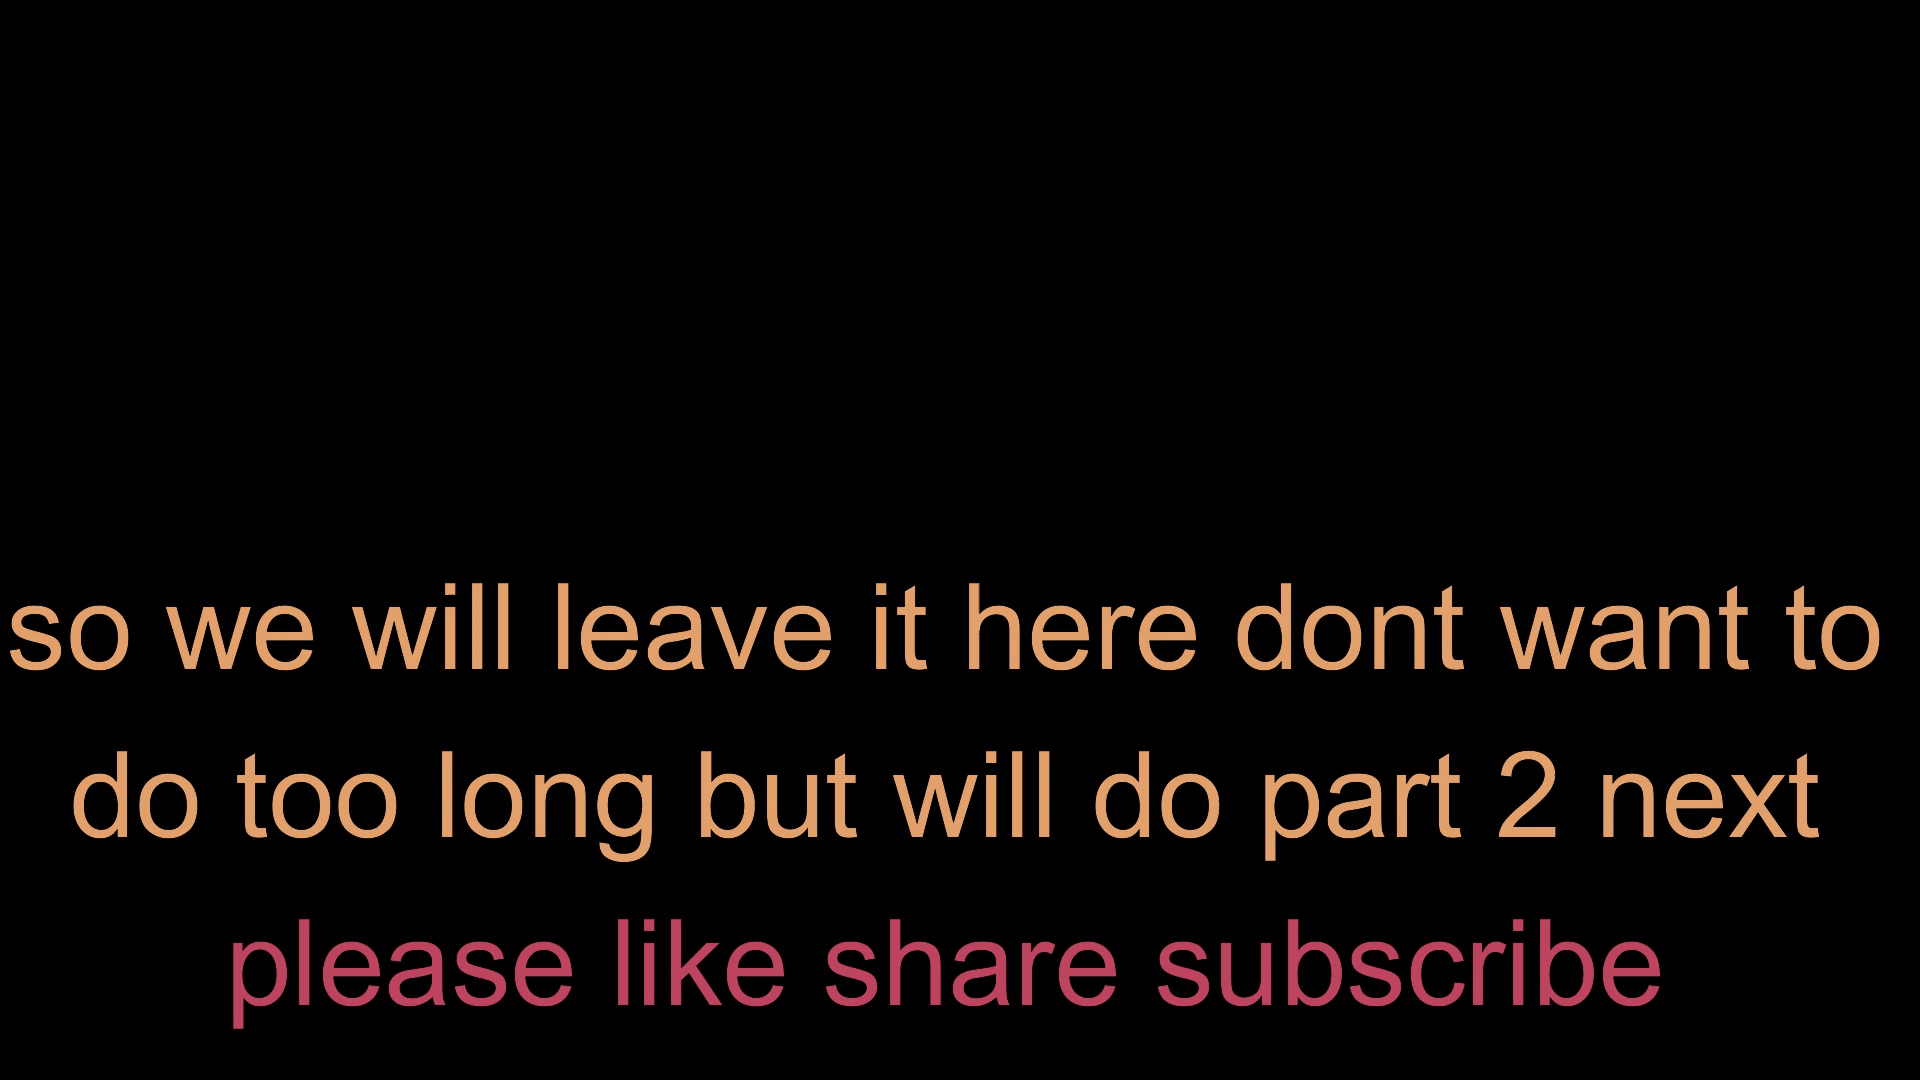 so we will leave it here dont want to
do too long but will do part 2 next
please like share subscribe